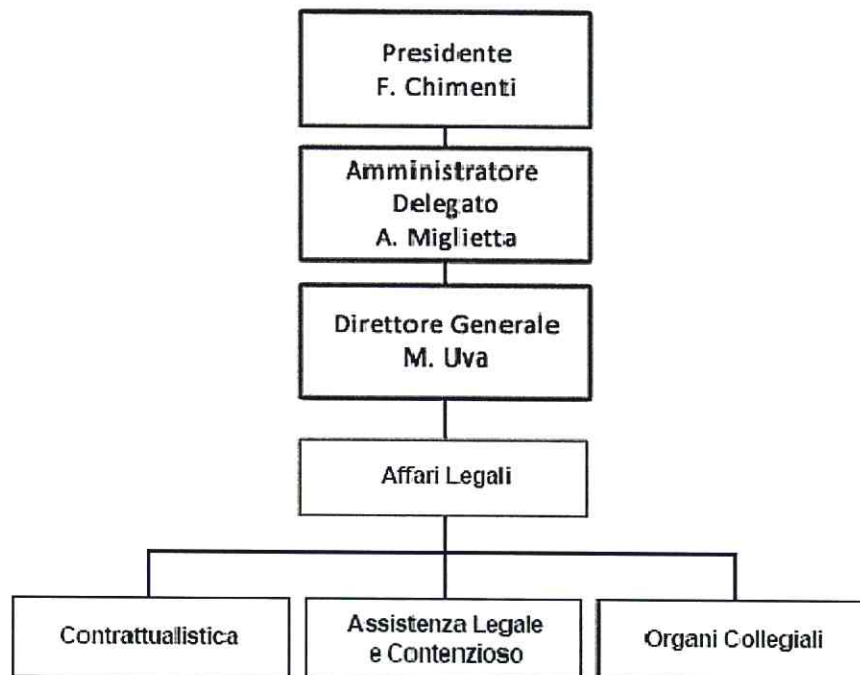 Presidente
F. Chimenti
Amministratore
Delegato
A. Miglietta
Direttore Generale
M. Uva
Affari Legali
Contrattualistica
Assistenza Legale
e Contenzioso
Organi Collegiali